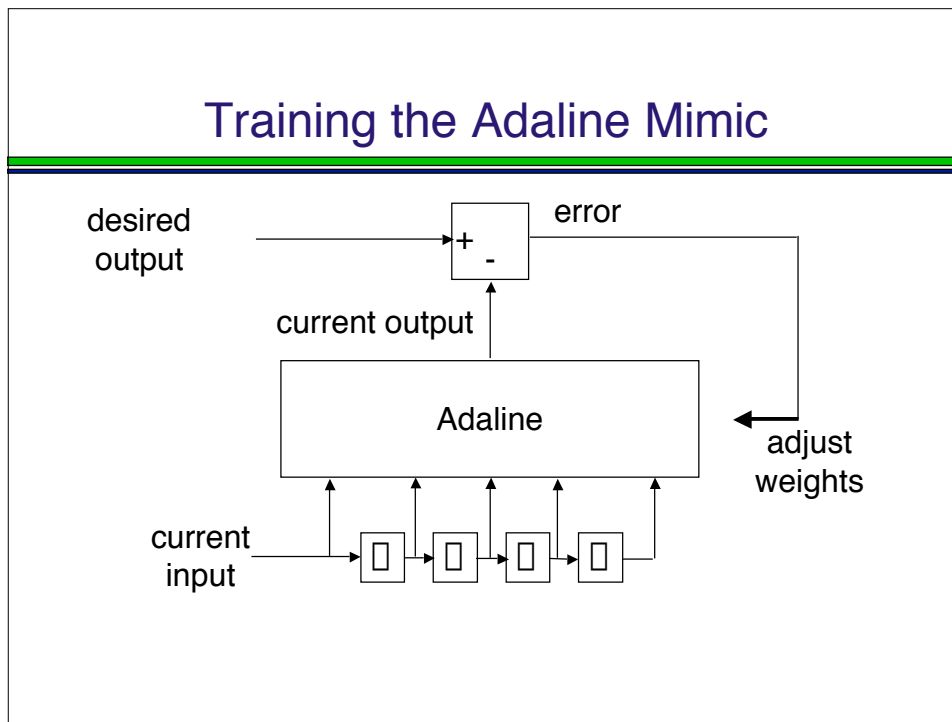 Training the Adaline Mimic
desired
output
error
+
-
current output
Adaline
adjust
weights
current
input